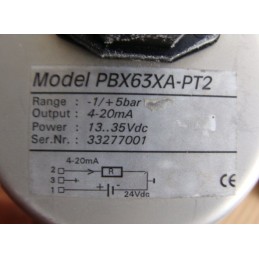 Model PBX63XA-PT2
Range : -1/+5bar
Output : 4-20mA
Power : 13..35Vdc
Ser.Nr. : 33277001
4-20mA
2 R
3 +
1 + 24Vdc
CE